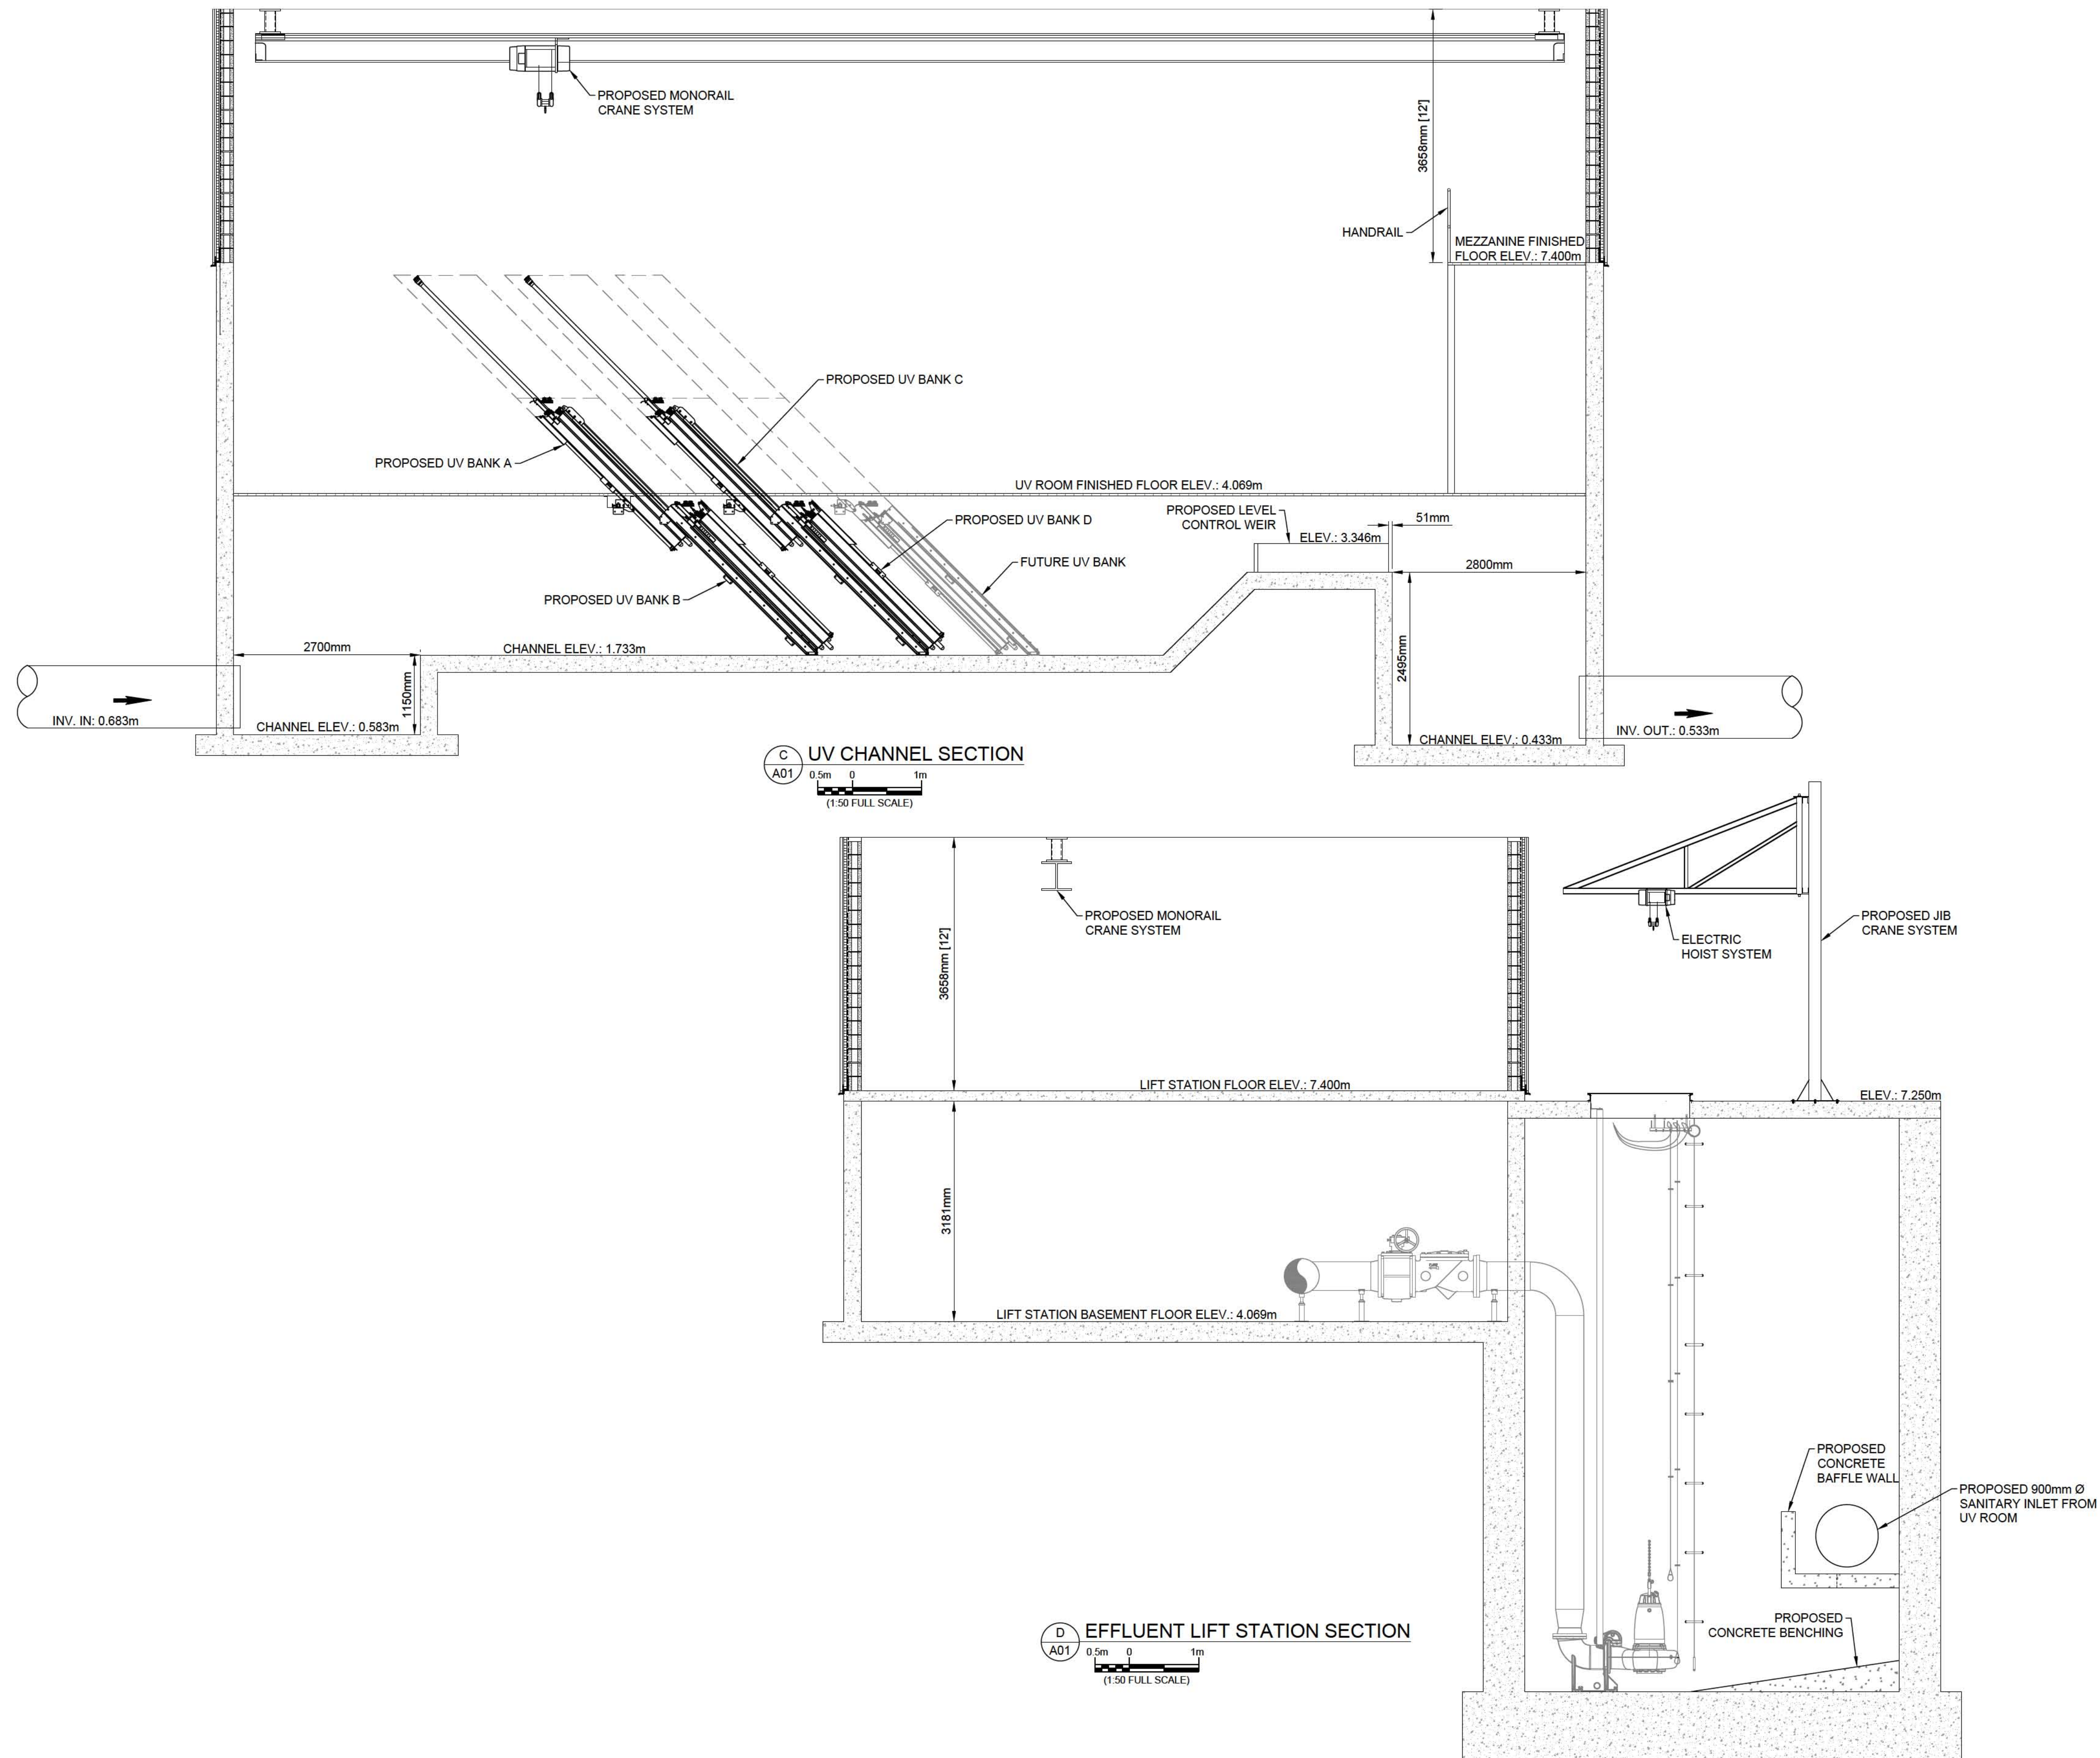 PROPOSED MONORAIL
CRANE SYSTEM
3658mm [12']
HANDRAIL
MEZZANINE FINISHED
FLOOR ELEV.: 7.400m
PROPOSED UV BANK C
PROPOSED UV BANK A
UV ROOM FINISHED FLOOR ELEV.: 4.069m
PROPOSED LEVEL
CONTROL WEIR
51mm
ELEV.: 3.346m
PROPOSED UV BANK D
FUTURE UV BANK
2800mm
PROPOSED UV BANK B
2700mm
CHANNEL ELEV.: 1.733m
1150mm
2495mm
INV. IN: 0.683m
CHANNEL ELEV.: 0.583m
CHANNEL ELEV.: 0.433m
INV. OUT.: 0.533m
C
A01
UV CHANNEL SECTION
0.5m 0 1m
(1:50 FULL SCALE)
PROPOSED MONORAIL
CRANE SYSTEM
3658mm [12']
ELECTRIC
HOIST SYSTEM
PROPOSED JIB
CRANE SYSTEM
LIFT STATION FLOOR ELEV.: 7.400m
ELEV.: 7.250m
3181mm
LIFT STATION BASEMENT FLOOR ELEV.: 4.069m
PROPOSED
CONCRETE
BAFFLE WALL
PROPOSED 900mm Ø
SANITARY INLET FROM
UV ROOM
PROPOSED
CONCRETE BENCHING
D
A01
EFFLUENT LIFT STATION SECTION
0.5m 0 1m
(1:50 FULL SCALE)